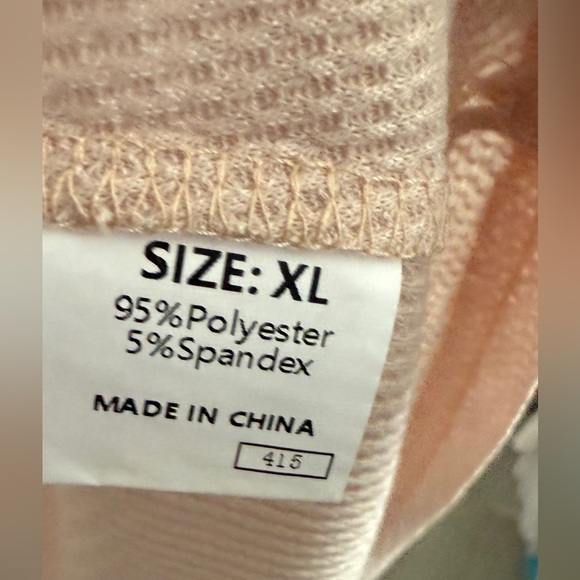 SIZE: XL
95%Polyester
5%Spandex
MADE IN CHINA
415